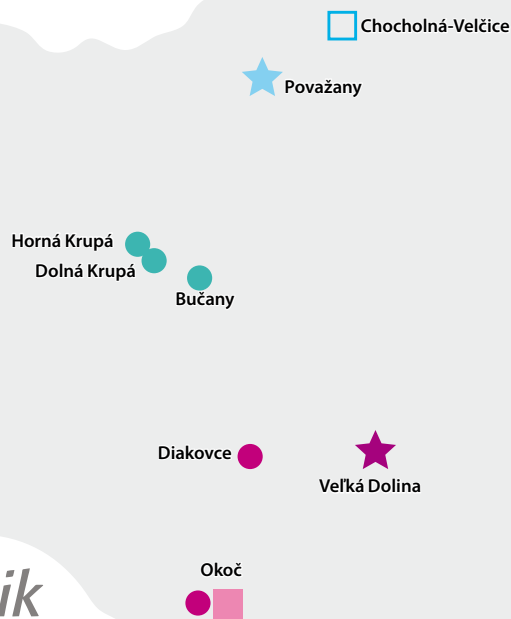 Chocholná-Velčice
Považany
Horná Krupá
Dolná Krupá
Bučany
Diakovce
Veľká Dolina
Okoč
ik